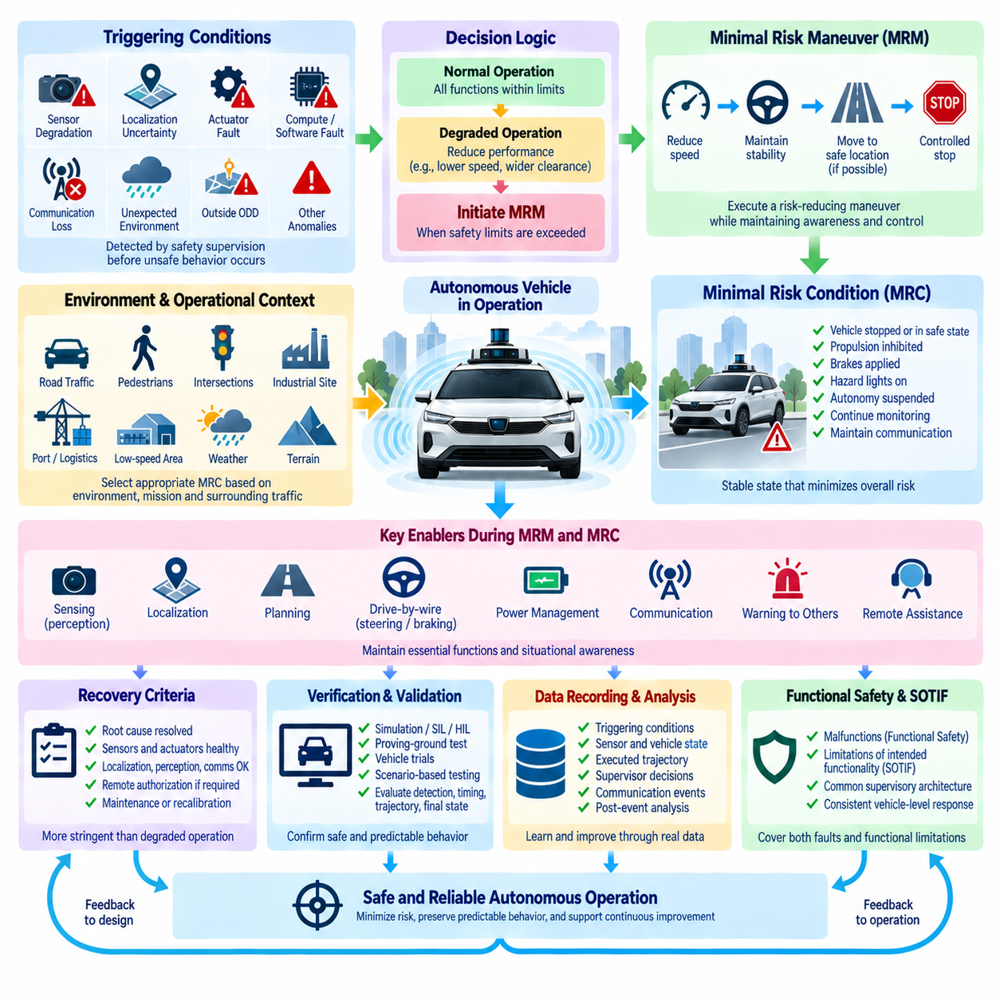 Triggering Conditions
Sensor
Degradation
Localization
Uncertainty
Actuator
Fault
Compute /
Software Fault
Communication
Loss
Unexpected
Environment
Outside ODD
Other
Anomalies
Detected by safety supervision
before unsafe behavior occurs
Decision Logic
Normal Operation
All functions within limits
Degraded Operation
Reduce performance
(e.g., lower speed, wider clearance)
Initiate MRM
When safety limits are exceeded
Minimal Risk Maneuver (MRM)
STOP
Reduce
speed
Maintain
stability
Move to
safe location
(if possible)
Controlled
stop
Execute a risk-reducing maneuver
while maintaining awareness and control
Environment & Operational Context
Road Traffic
Pedestrians
Intersections
Industrial Site
Port / Logistics
Low-speed Area
Weather
Terrain
Select appropriate MRC based on
environment, mission and surrounding traffic
Autonomous Vehicle
in Operation
Minimal Risk Condition (MRC)
Vehicle stopped or in safe state
Propulsion inhibited
Brakes applied
Hazard lights on
Autonomy suspended
Continue monitoring
Maintain communication
Stable state that minimizes overall risk
Key Enablers During MRM and MRC
Sensing
(perception)
Localization
Planning
Drive-by-wire
(steering / braking)
Power Management
Communication
Warning to Others
Remote Assistance
Maintain essential functions and situational awareness
Recovery Criteria
Root cause resolved
Sensors and actuators healthy
Localization, perception, comms OK
Remote authorization if required
Maintenance or recalibration
More stringent than degraded operation
Verification & Validation
Simulation / SIL / HIL
Proving-ground test
Vehicle trials
Scenario-based testing
Evaluate detection, timing,
trajectory, final state
Confirm safe and predictable behavior
Data Recording & Analysis
Triggering conditions
Sensor and vehicle state
Executed trajectory
Supervisor decisions
Communication events
Post-event analysis
Learn and improve through real data
Functional Safety & SOTIF
Malfunctions (Functional Safety)
Limitations of intended
functionality (SOTIF)
Common supervisory architecture
Consistent vehicle-level response
Cover both faults and functional limitations
Feedback
to design
Safe and Reliable Autonomous Operation
Minimize risk, preserve predictable behavior, and support continuous improvement
Feedback
to operation